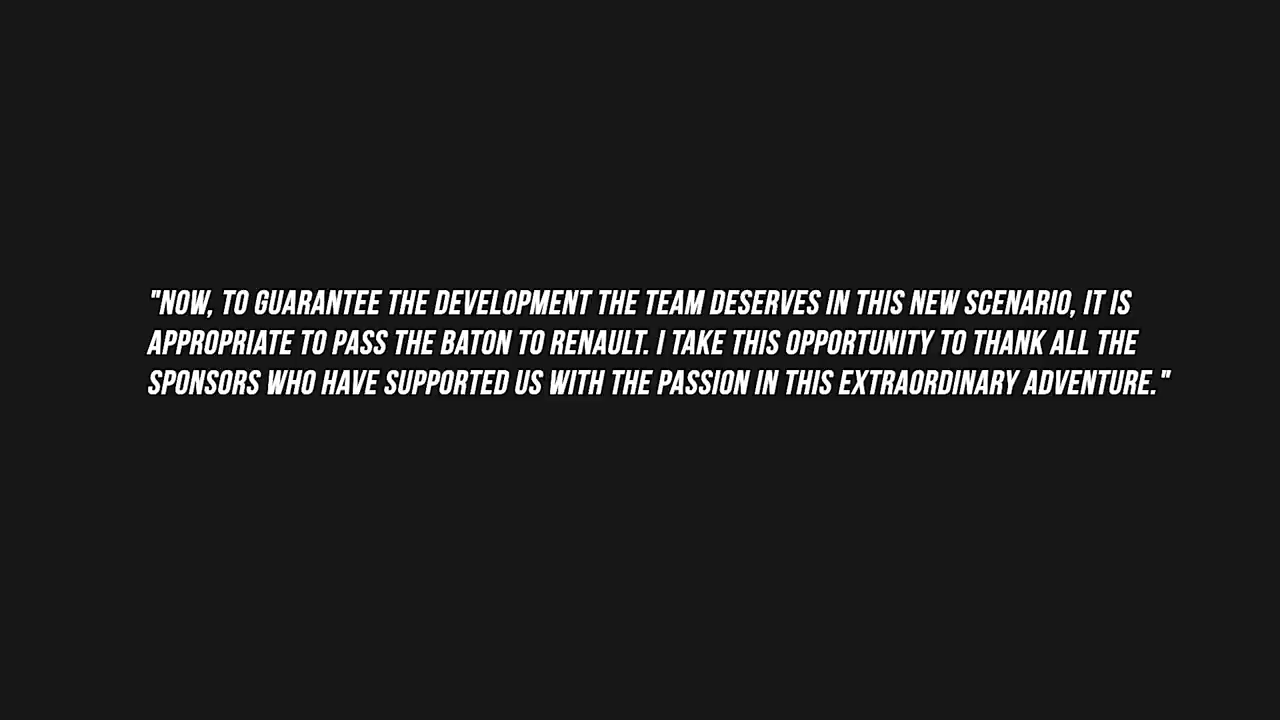 "NOW, TO GUARANTEE THE DEVELOPMENT THE TEAM DESERVES IN THIS NEW SCENARIO, IT IS
APPROPRIATE TO PASS THE BATON TO RENAULT. I TAKE THIS OPPORTUNITY TO THANK ALL THE
SPONSORS WHO HAVE SUPPORTED US WITH THE PASSION IN THIS EXTRAORDINARY ADVENTURE."